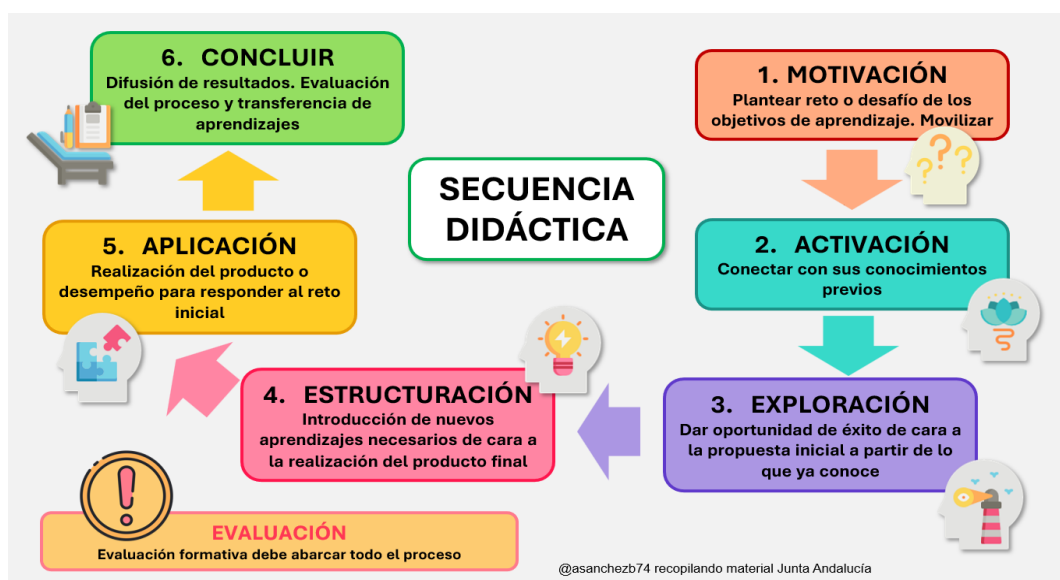 SECUENCIA
DIDÁCTICA
1. MOTIVACIÓN
Plantear reto o desafío de los
objetivos de aprendizaje. Movilizar
2. ACTIVACIÓN
Conectar con sus conocimientos
previos
3. EXPLORACIÓN
Dar oportunidad de éxito de cara a
la propuesta inicial a partir de lo
que ya conoce
4. ESTRUCTURACIÓN
Introducción de nuevos
aprendizajes necesarios de cara a
la realización del producto final
5. APLICACIÓN
Realización del producto o
desempeño para responder al reto
inicial
6. CONCLUIR
Difusión de resultados. Evaluación
del proceso y transferencia de
aprendizajes
EVALUACIÓN
Evaluación formativa debe abarcar todo el proceso
@asanchezb74 recopilando material Junta Andalucía